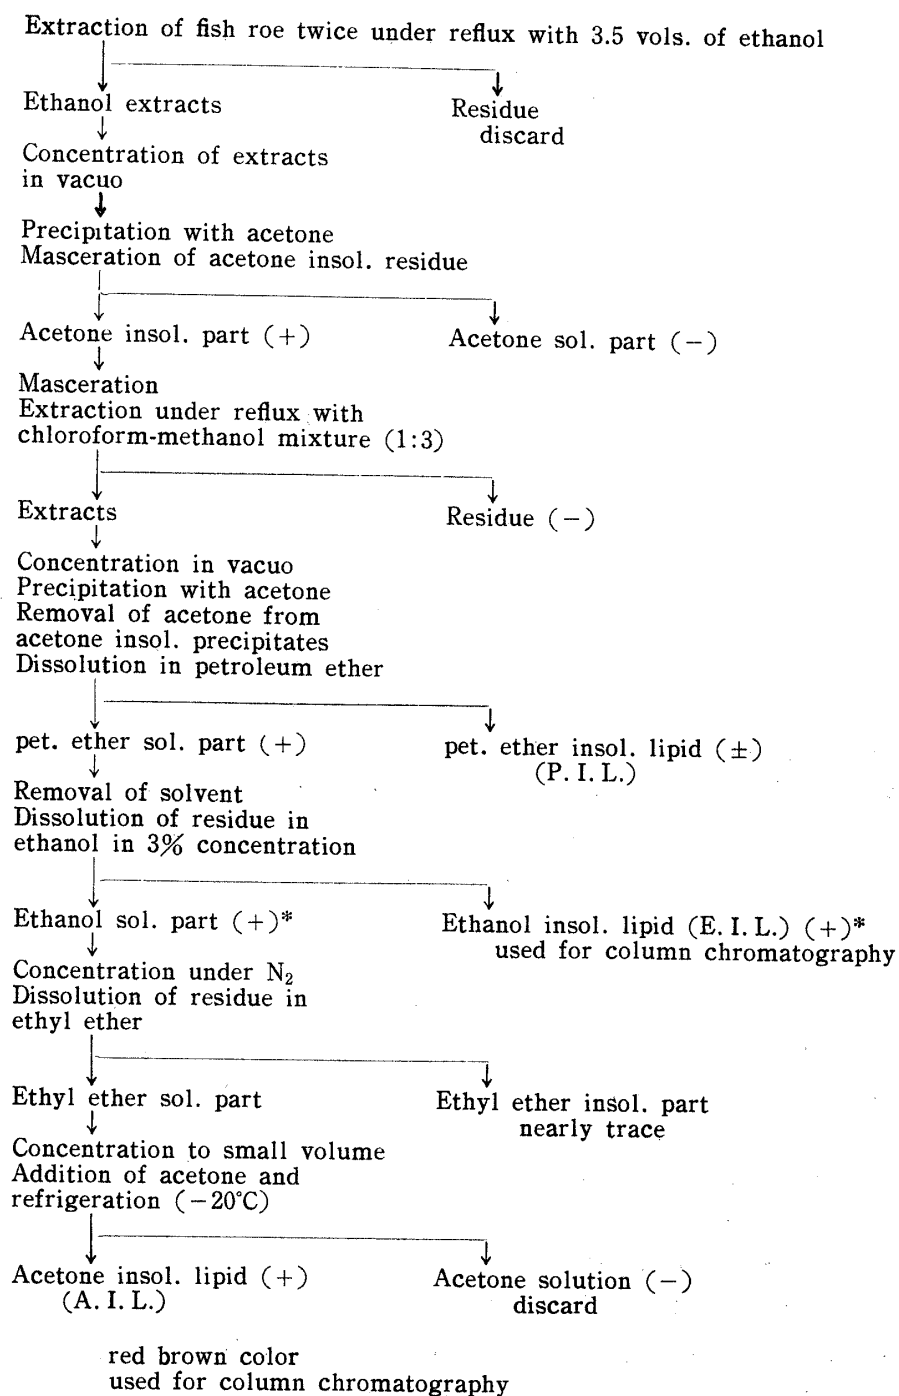 Extraction of fish roe twice under reflux with 3.5 vols. of ethanol
Ethanol extracts
Residue
discard
Concentration of extracts
in vacuo
Precipitation with acetone
Masceration of acetone insol. residue
Acetone insol. part (+)
Acetone sol. part (−)
Masceration
Extraction under reflux with
chloroform-methanol mixture (1:3)
Extracts
Residue (−)
Concentration in vacuo
Precipitation with acetone
Removal of acetone from
acetone insol. precipitates
Dissolution in petroleum ether
pet. ether sol. part (+)
pet. ether insol. lipid (±)
(P. I. L.)
Removal of solvent
Dissolution of residue in
ethanol in 3% concentration
Ethanol sol. part (+)*
Ethanol insol. lipid (E. I. L.) (+)*
used for column chromatography
Concentration under N₂
Dissolution of residue in
ethyl ether
Ethyl ether sol. part
Ethyl ether insol. part
nearly trace
Concentration to small volume
Addition of acetone and
refrigeration (−20°C)
Acetone insol. lipid (+)
(A. I. L.)
Acetone solution (−)
discard
red brown color
used for column chromatography